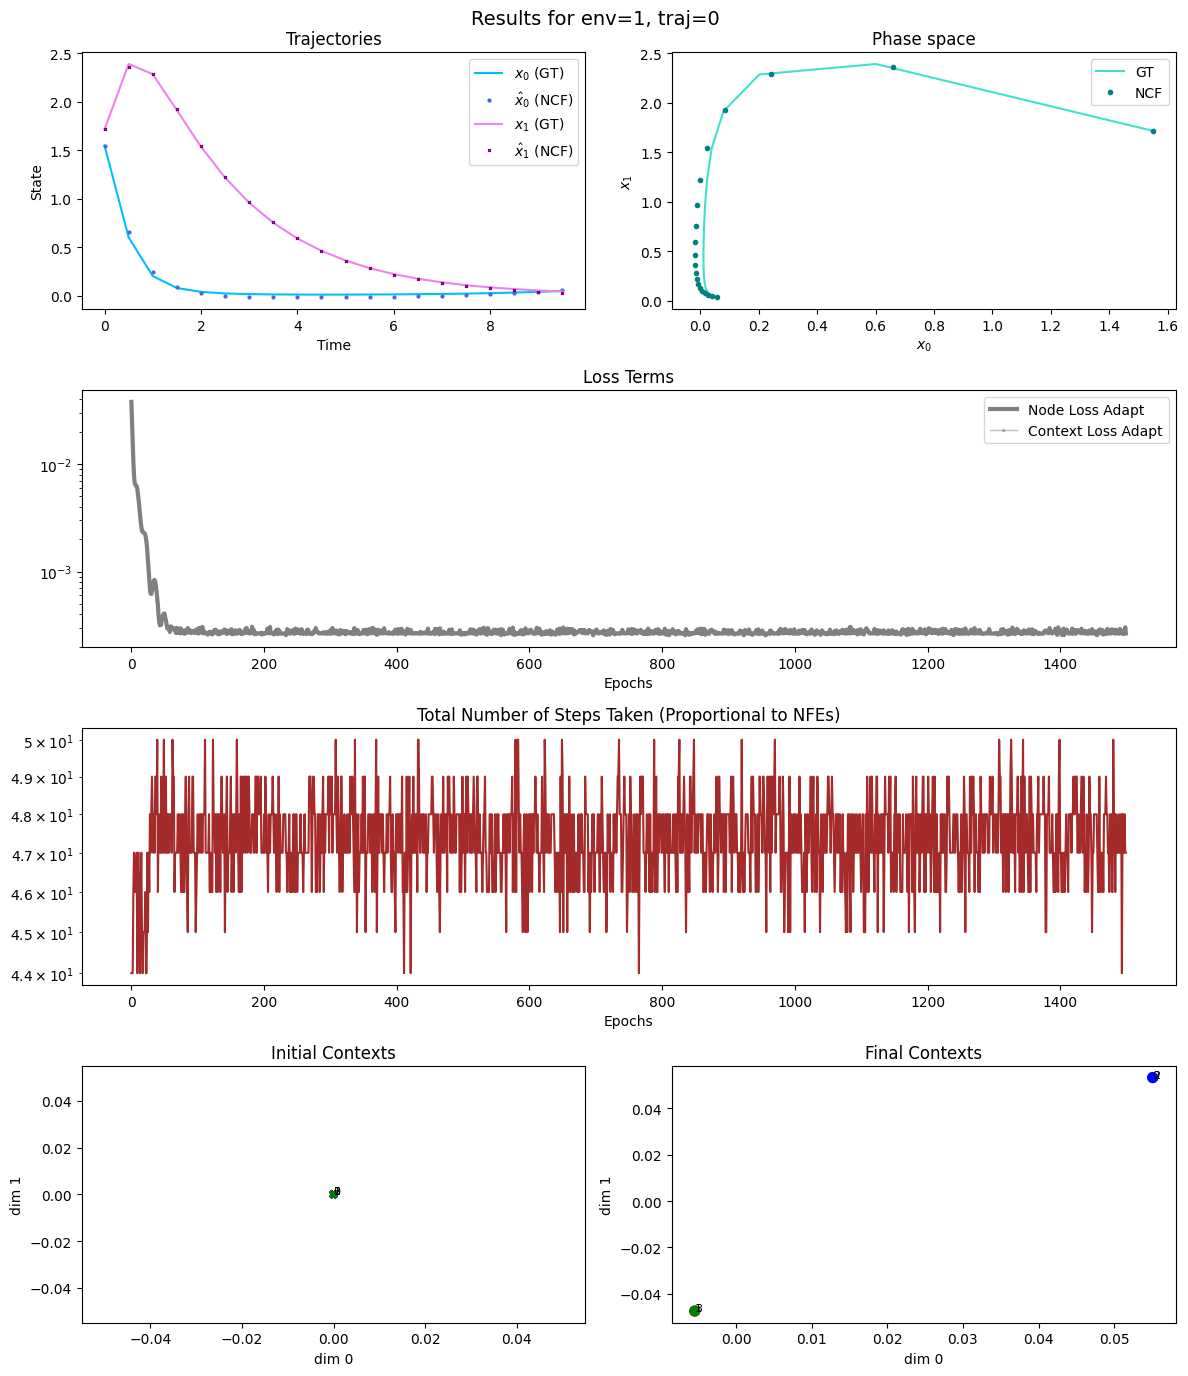 Results for env=1, traj=0
Trajectories
Phase space
2.5
2.0
1.5
1.0
0.5
0.0
State
0 2 4 6 8
Time
x₀ (GT)
x̂₀ (NCF)
x₁ (GT)
x̂₁ (NCF)
2.5
2.0
1.5
1.0
0.5
0.0
x₁
0.0 0.2 0.4 0.6 0.8 1.0 1.2 1.4 1.6
x₀
GT
NCF
Loss Terms
10⁻²
10⁻³
0 200 400 600 800 1000 1200 1400
Epochs
Node Loss Adapt
Context Loss Adapt
Total Number of Steps Taken (Proportional to NFEs)
5 × 10¹
4.9 × 10¹
4.8 × 10¹
4.7 × 10¹
4.6 × 10¹
4.5 × 10¹
4.4 × 10¹
0 200 400 600 800 1000 1200 1400
Epochs
Initial Contexts
0.04
0.02
0.00
−0.02
−0.04
dim 1
−0.04 −0.02 0.00 0.02 0.04
dim 0
Final Contexts
0.04
0.02
0.00
−0.02
−0.04
dim 1
0.00 0.01 0.02 0.03 0.04 0.05
dim 0